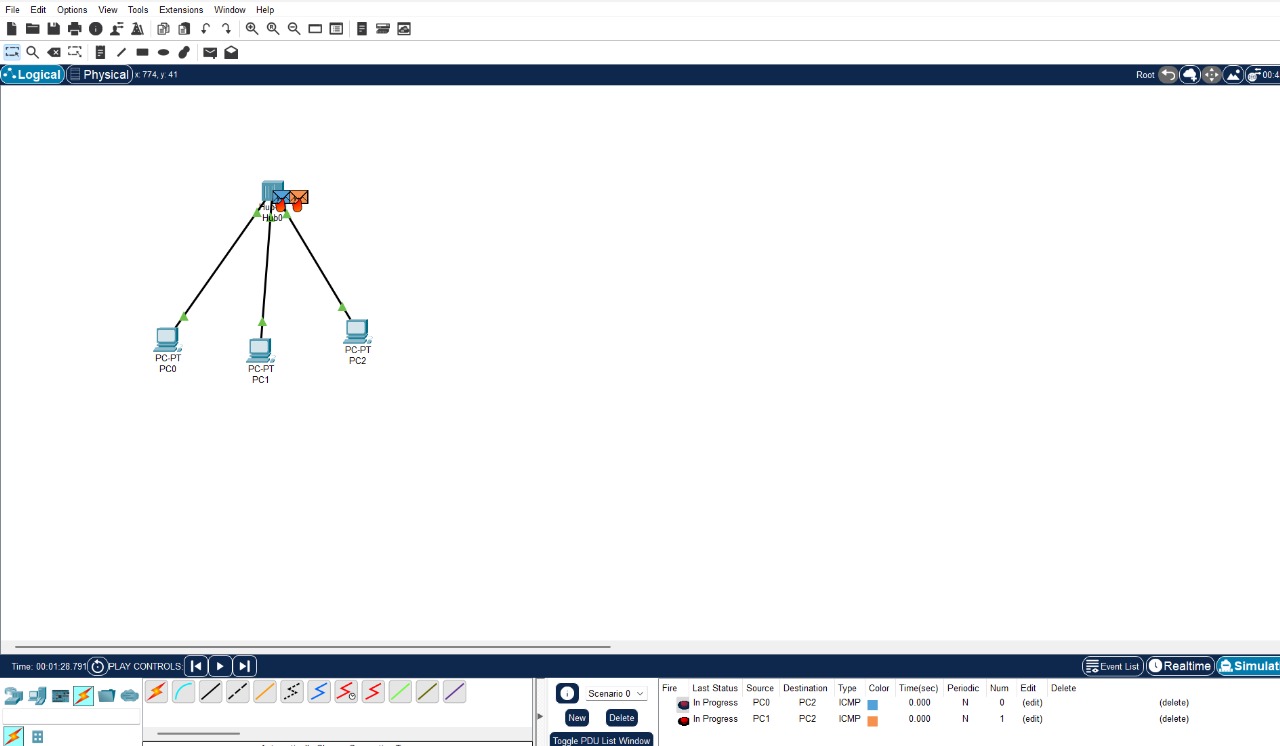 File Edit Options View Tools Extensions Window Help
Logical Physical x: 774, y: 41 Root 00:4
Hub0
PC-PT
PC0
PC-PT
PC1
PC-PT
PC2
Time: 00:01:28.791 PLAY CONTROLS: Event List Realtime Simulat
Scenario 0
New Delete
Toggle PDU List Window
Fire Last Status Source Destination Type Color Time(sec) Periodic Num Edit Delete
In Progress PC0 PC2 ICMP 0.000 N 0 (edit) (delete)
In Progress PC1 PC2 ICMP 0.000 N 1 (edit) (delete)